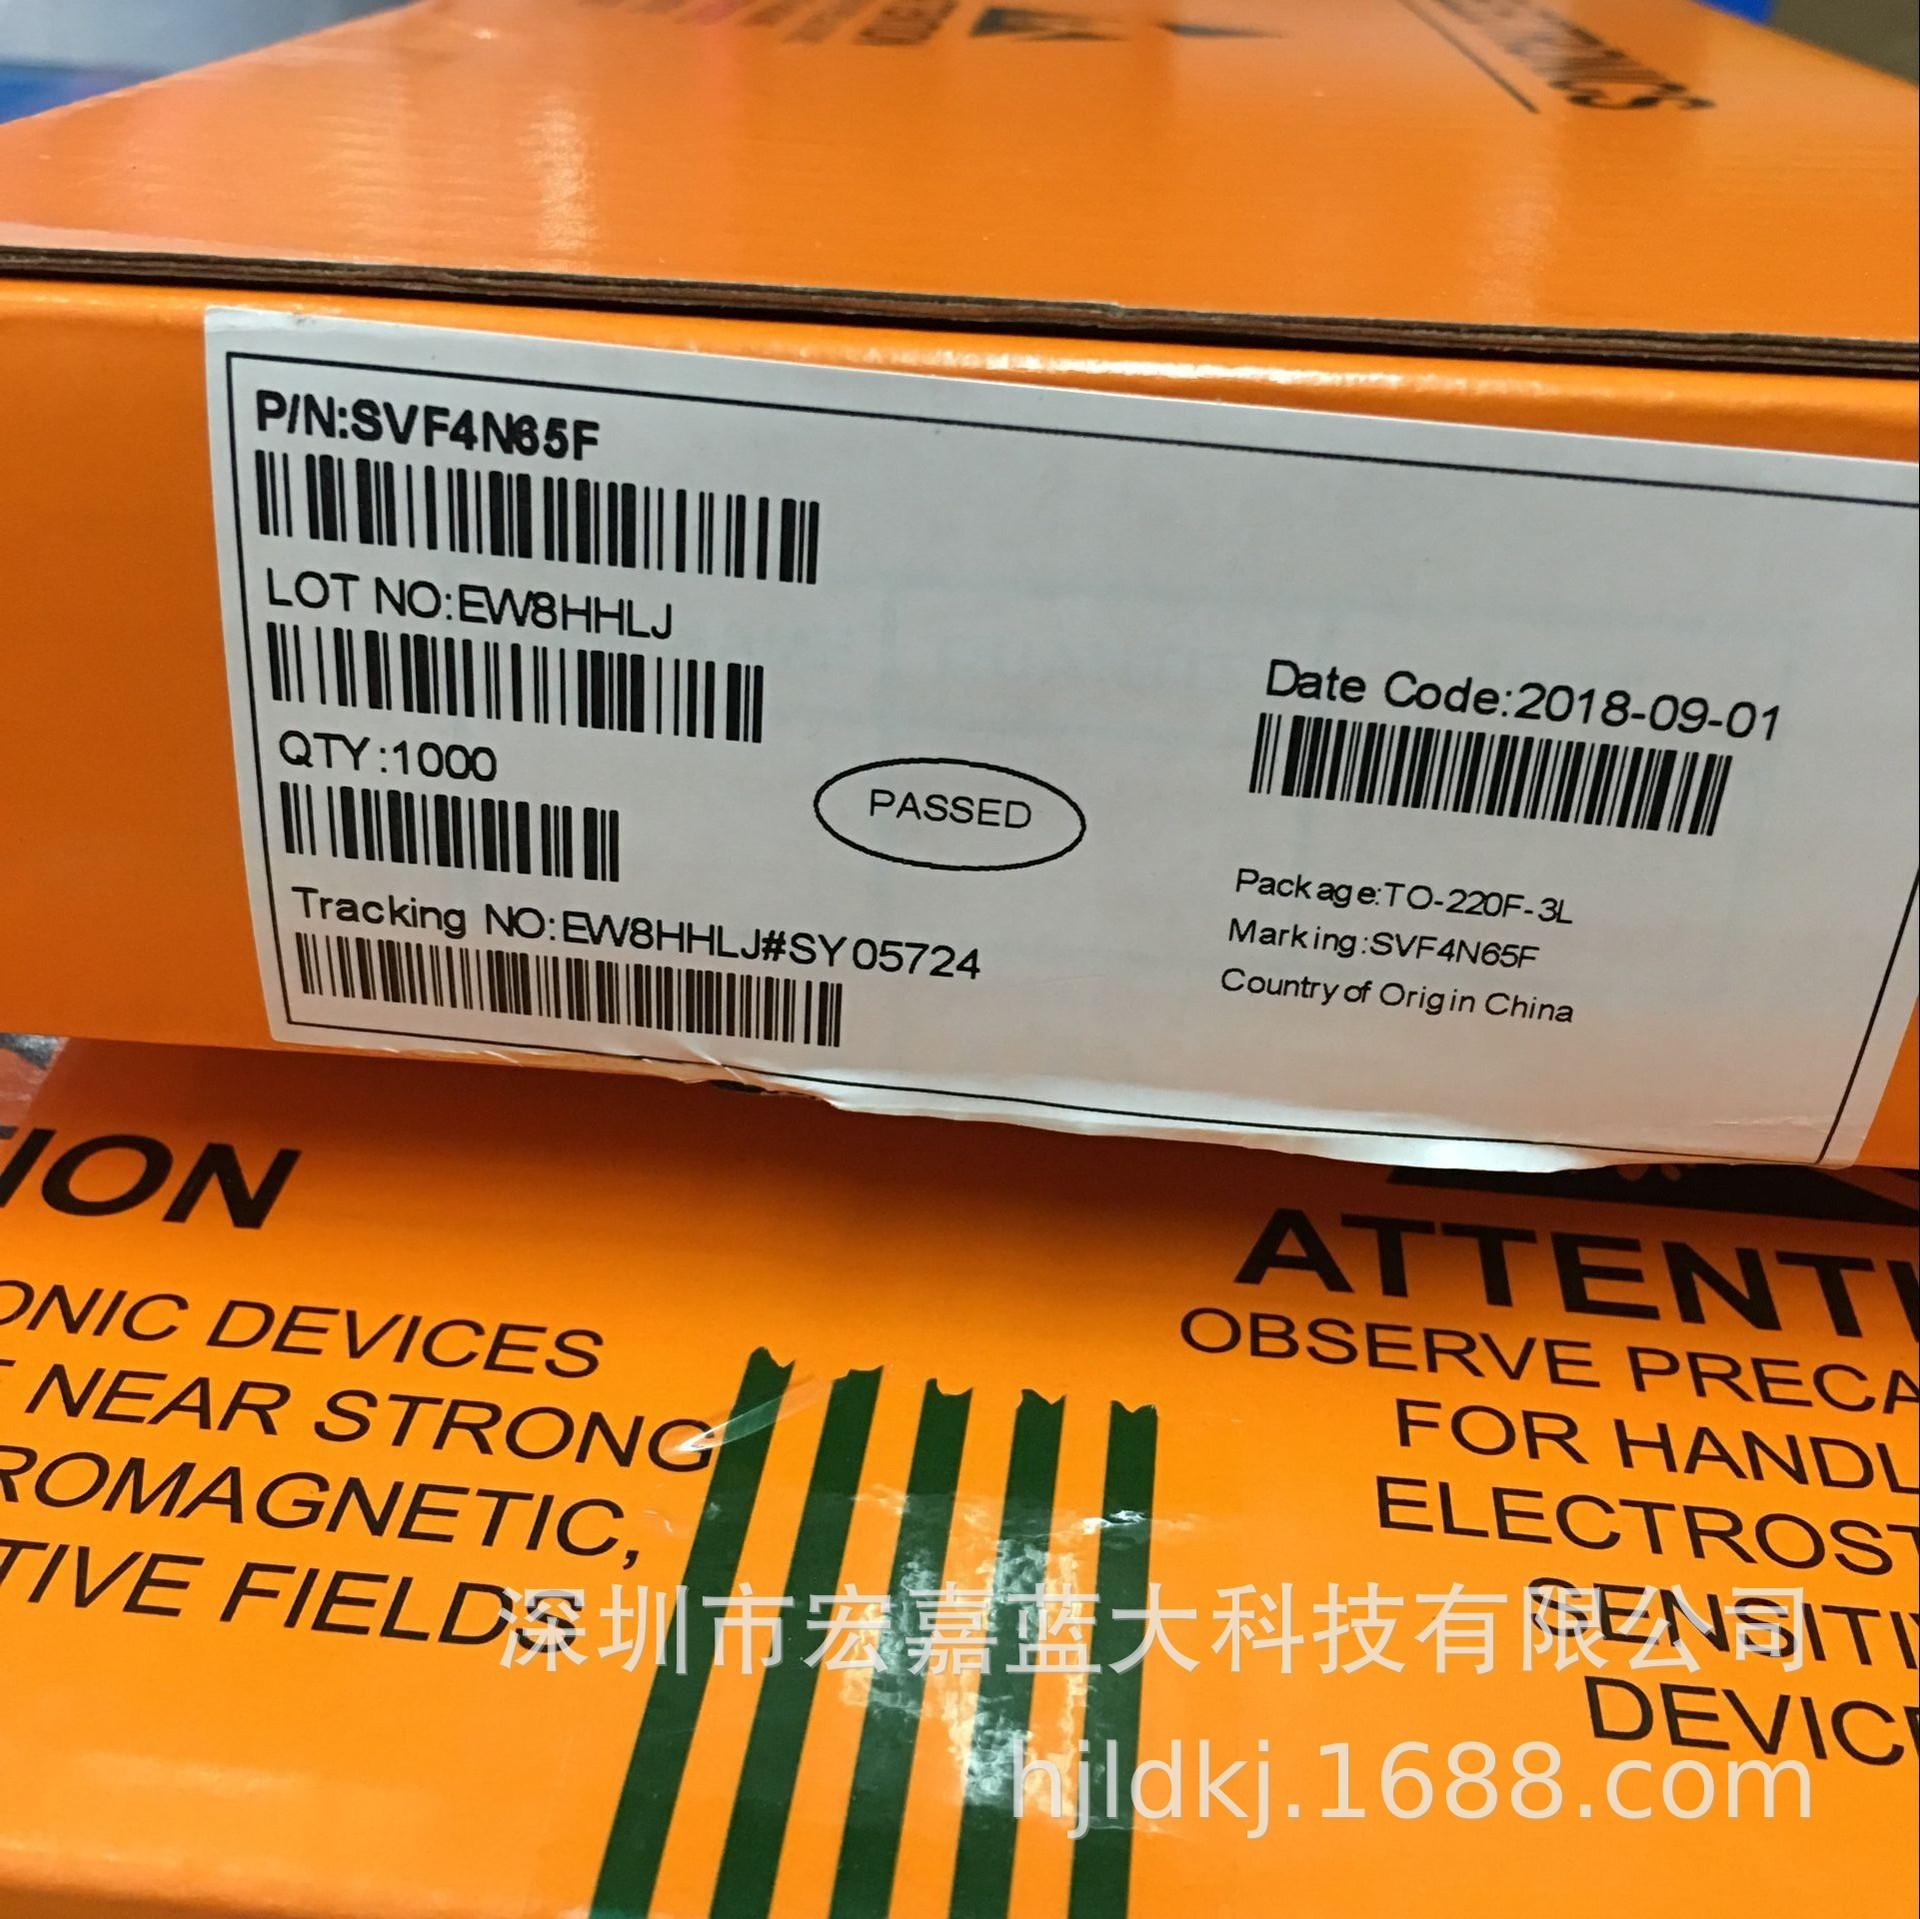 P/N:SVF4N65F
LOT NO:EW8HHLJ
QTY:1000
Tracking NO:EW8HHLJ#SY05724
PASSED
Date Code:2018-09-01
Package:TO-220F-3L
Marking:SVF4N65F
Country of Origin China
ION
ONIC DEVICES
NEAR STRONG
ROMAGNETIC,
TIVE FIELDS
ATTENTI
OBSERVE PRECA
FOR HANDL
ELECTROST
SENSITI
DEVIC
深圳市宏嘉蓝大科技有限公司
hjldkj.1688.com